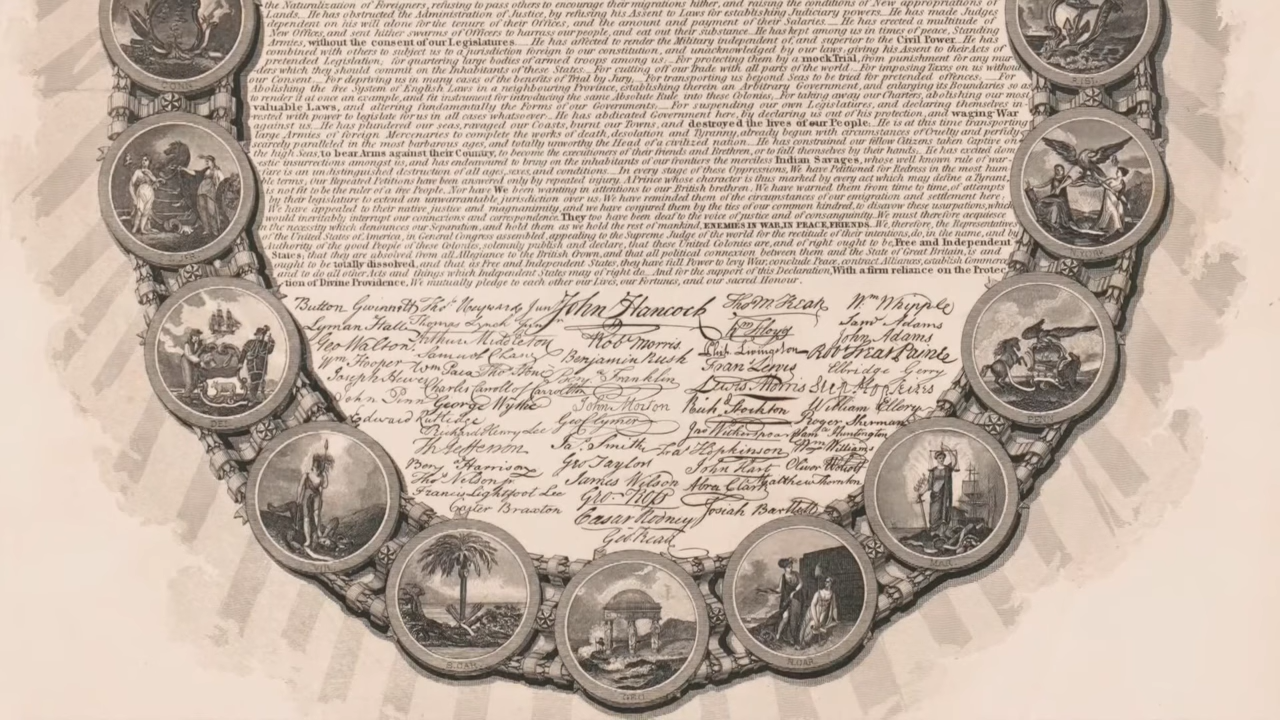 the Naturalization of Foreigners, refusing to pass others to encourage their migrations hither, and raising the conditions of New appropriations of
Lands. He has obstructed the Administration of Justice, by refusing his Assent to Laws for establishing Judiciary powers. He has made Judges
dependent on his will alone for the tenure of their Offices, and the amount and payment of their Salaries. He has erected a multitude of
New Offices, and sent hither swarms of Officers to harrass our people, and eat out their substance. He has kept among us in times of peace, Standing
Armies, without the consent of our Legislatures. He has affected to render the Military independent of, and superior to the Civil Power. He has
combined with others to subject us to a jurisdiction foreign to our constitution, and unacknowledged by our laws, giving his Assent to their Acts of
pretended Legislation. for quartering large bodies of armed troops among us. For protecting them by a mock Trial, from punishment for any mur
ders which they should commit on the Inhabitants of these States. For cutting off our Trade with all parts of the world. For imposing Taxes on us without
our Consent. For depriving us in many cases, of the benefits of Trial by Jury. For transporting us beyond Seas to be tried for pretended offences. For
Abolishing the free System of English Laws in a neighbouring Province, establishing therein an Arbitrary Government, and enlarging its Boundaries so as
to render it at once an example, and fit instrument for introducing the same Absolute Rule into these Colonies. For taking away our Charters, abolishing our most
valuable Laws, and altering fundamentally the Forms of our Governments. For suspending our own Legislatures, and declaring themselves in-
vested with power to legislate for us in all cases whatsoever. He has abdicated Government here, by declaring us out of his protection, and waging War
against us. He has plundered our seas, ravaged our Coasts, burnt our Towns, and destroyed the lives of our People. He is at this time transporting
large Armies of foreign Mercenaries to complete the works of death, desolation and Tyranny, already begun with circumstances of Cruelty and perfidy
scarcely paralleled in the most barbarous ages, and totally unworthy the Head of a civilized nation. He has constrained our fellow Citizens taken Captive on
the high Seas, to bear Arms against their Country, to become the executioners of their friends and Brethren, or to fall themselves by their Hands. He has excited dom
estic insurrections amongst us, and has endeavoured to bring on the inhabitants of our frontiers the merciless Indian Savages, whose well known rule of war-
fare is an undistinguished destruction of all ages, sexes, and conditions. In every stage of these Oppressions, We have Petitioned for Redress in the most hum
ble terms; Our Repeated Petitions have been answered only by repeated injury. A Prince whose character is thus marked by every act which may define a Tyrant,
is not fit to be the ruler of a free People. Nor have We been wanting in attentions to our British brethren. We have warned them from time to time, of attempts
by their legislature to extend an unwarrantable jurisdiction over us. We have reminded them of the circumstances of our emigration and settlement here
We have appealed to their native justice and magnanimity, and we have conjured them by the ties of our common kindred, to disavow these usurpations, which
would inevitably interrupt our connexions and correspondence. They too have been deaf to the voice of justice and of consanguinity. We must therefore acquiesce
in the necessity which denounces our Separation, and hold them as we hold the rest of mankind, ENEMIES IN WAR, IN PEACE, FRIENDS. We, therefore, the Representatives
of the United States of America, in General Congress assembled, appealing to the Supreme Judge of the world for the rectitude of our intentions, do, in the name, and by
Authority of the good People of these Colonies, solemnly publish and declare, that these United Colonies are, and of right ought to be, Free and Independent
States; that they are absolved from all Allegiance to the British Crown, and that all political connexion between them and the State of Great Britain, is and
ought to be totally dissolved, and that as Free and Independent States, they have full Power to levy War, conclude Peace, contract Alliances, establish Commerce
and to do all other Acts and things which Independent States may of right do. And for the support of this Declaration, With a firm reliance on the Protec
tion of Divine Providence, We mutually pledge to each other our Lives, our Fortunes, and our sacred Honour.
Button Gwinnett
Lyman Hall
Geo Walton
Wm Hooper
Joseph Hewes
John Penn
Edward Rutledge
Thos Heyward Junr
Thomas Lynch Junr
Arthur Middleton
Samuel Chase
Wm Paca
Thos Stone
Charles Carroll of Carrollton
George Wythe
Richard Henry Lee
Th Jefferson
Benj Harrison
Thos Nelson jr
Francis Lightfoot Lee
Carter Braxton
John Hancock
Robt Morris
Benjamin Rush
Benj Franklin
John Morton
Geo Clymer
Jas Smith
Geo Taylor
James Wilson
Geo Ross
Caesar Rodney
Geo Read
Tho M Kean
Wm Floyd
Phil. Livingston
Fran Lewis
Lewis Morris
Richd Stockton
Jno Witherspoon
Fras Hopkinson
John Hart
Abra Clark
Josiah Bartlett
Wm Whipple
Saml Adams
John Adams
Robt Treat Paine
Elbridge Gerry
Step Hopkins
William Ellery
Roger Sherman
Saml Huntington
Wm Williams
Oliver Wolcott
Matthew Thornton
S.CAR.
GEO.
N.CAR.